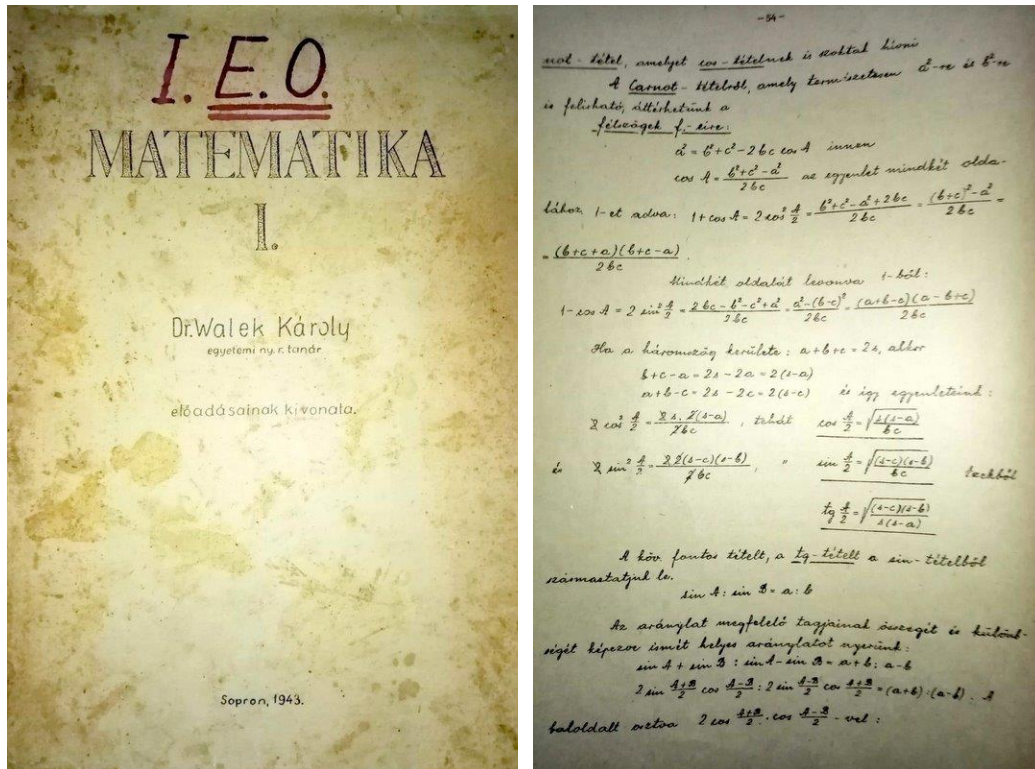 I. E. O.
MATEMATIKA
I.
Dr. Walek Károly
egyetemi ny. r. tanár
előadásainak kivonata.
Sopron, 1943.
-54-
not-tétel, amelyet cos-tételnek is szoktak hívni
A Carnot-tételből, amely természetesen a²-re és b²-re
is felírható, áttérhetünk a
félszögek f.-eire:
a² = b² + c² - 2bc cos A innen
cos A = (b² + c² - a²)/(2bc) az egyenlet mindkét olda-
lához 1-et adva: 1 + cos A = 2 cos² A/2 = (b² + c² - a² + 2bc)/(2bc) = ((b+c)² - a²)/(2bc) =
= ((b+c+a)(b+c-a))/(2bc)
Mindkét oldalát levonva 1-ből:
1 - cos A = 2 sin² A/2 = (2bc - b² - c² + a²)/(2bc) = (a² - (b-c)²)/(2bc) = ((a+b-c)(a-b+c))/(2bc)
Ha a háromszög kerülete: a+b+c = 2s, akkor
b+c-a = 2s - 2a = 2(s-a)
a+b-c = 2s - 2c = 2(s-c) és így egyenleteink:
2 cos² A/2 = (2s. 2(s-a))/(2bc), tehát cos A/2 = √(s(s-a)/(bc))
és 2 sin² A/2 = (2 2(s-c)(s-b))/(2bc), " sin A/2 = √((s-c)(s-b)/(bc)) Ezekből
tg A/2 = √((s-c)(s-b)/(s(s-a)))
A köv. fontos tételt, a tg-tételt a sin-tételből
származtatjuk le.
sin A : sin B = a : b
Az aránylat megfelelő tagjainak összegét és különb-
ségét képezve ismét helyes aránylatot nyerünk:
sin A + sin B : sin A - sin B = a+b : a-b
2 sin (A+B)/2 cos (A-B)/2 : 2 sin (A-B)/2 cos (A+B)/2 = (a+b) : (a-b). A
baloldalt osztva 2 cos (A+B)/2 . cos (A-B)/2 - vel :